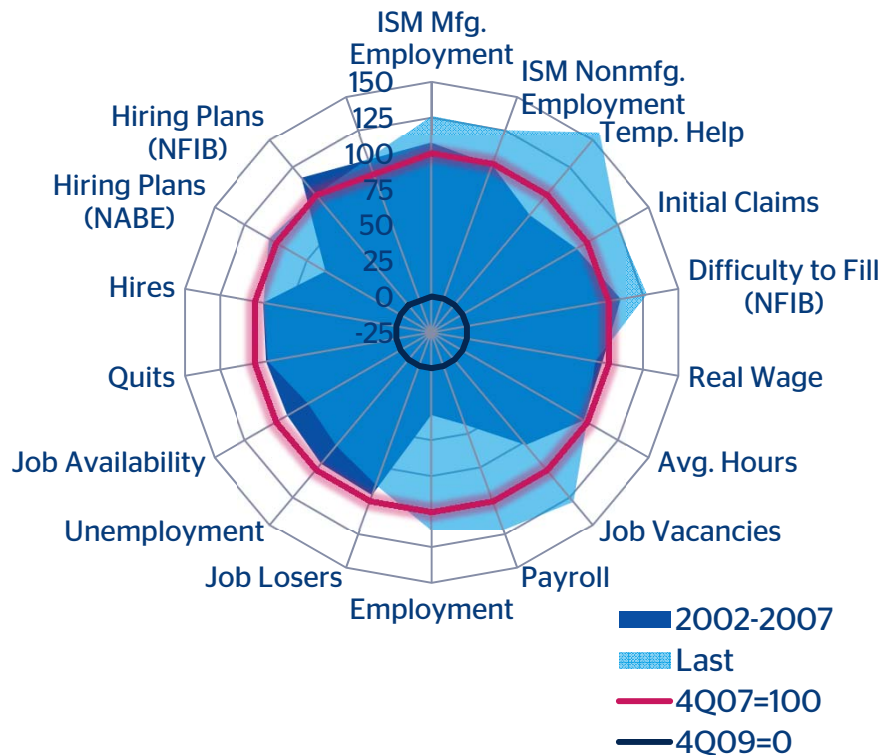 ISM Mfg.
Employment
ISM Nonmfg.
Employment
Temp. Help
Initial Claims
Difficulty to Fill
(NFIB)
Real Wage
Avg. Hours
Job Vacancies
Payroll
Employment
Job Losers
Unemployment
Job Availability
Quits
Hires
Hiring Plans
(NABE)
Hiring Plans
(NFIB)
150
125
100
75
50
25
0
-25
2002-2007
Last
4Q07=100
4Q09=0